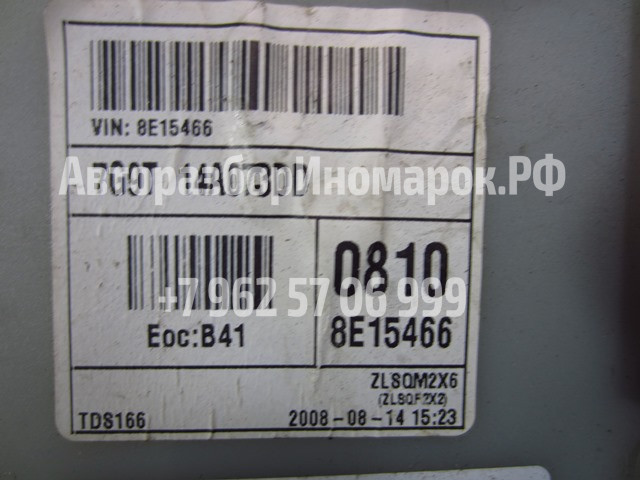 VIN: 8E15466
АвторазборИномарок.РФ
0810
+7 962 57 06 999
Eoc:B41
8E15466
ZLSQM2X6
(ZLSQF2X2)
TDS166
2008-08-14 15:23